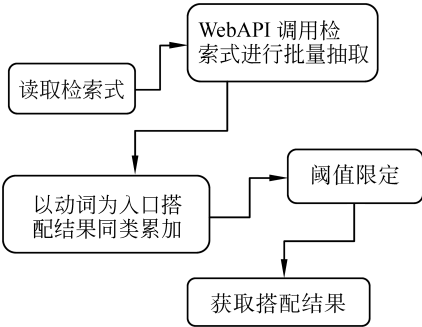 WebAPI 调用检
索式进行批量抽取
读取检索式
以动词为入口搭
配结果同类累加
阈值限定
获取搭配结果